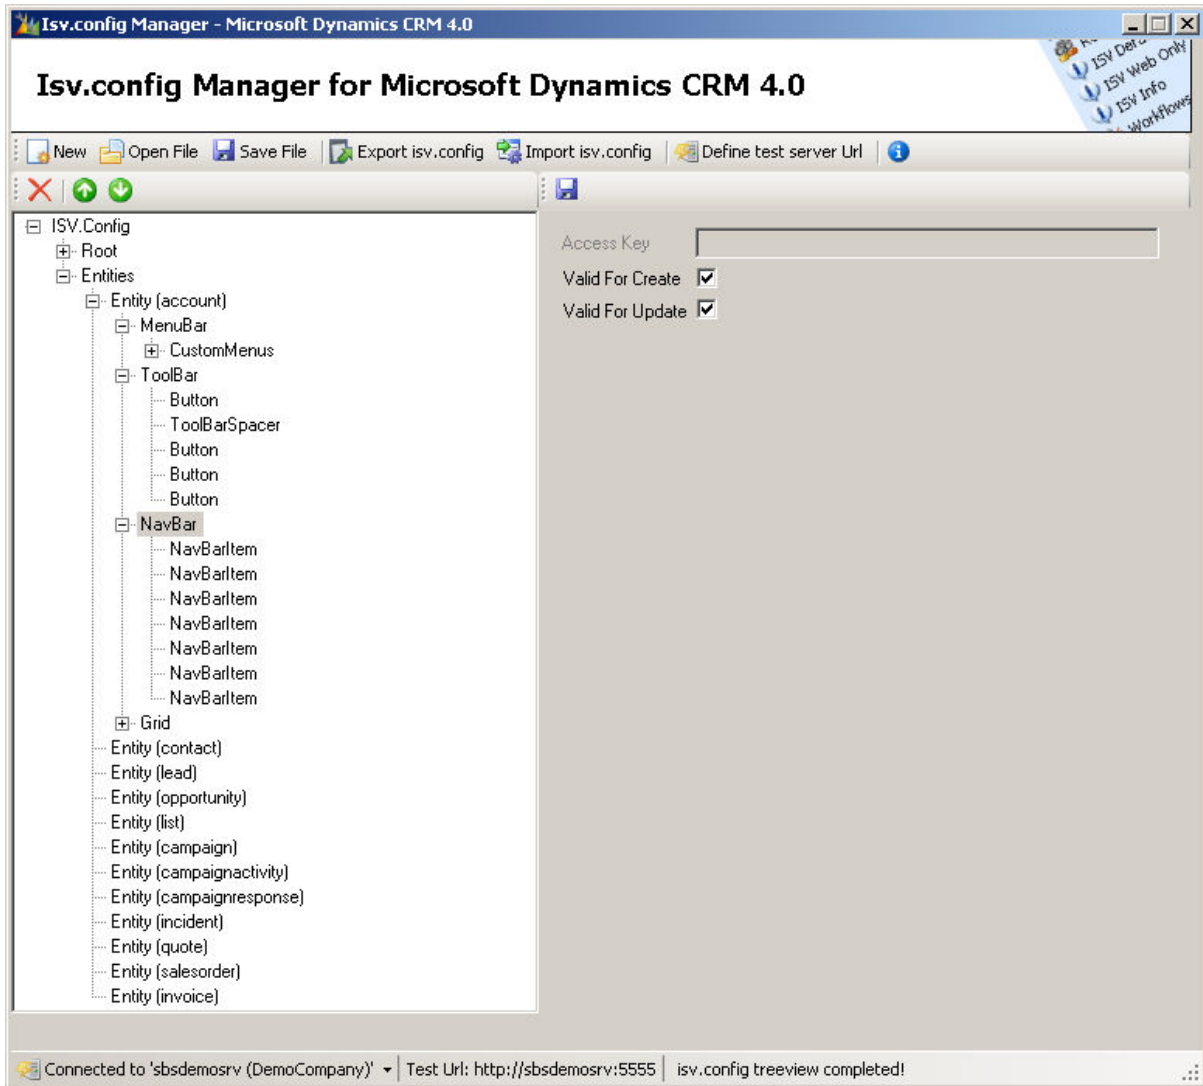 Isv.config Manager - Microsoft Dynamics CRM 4.0
Isv.config Manager for Microsoft Dynamics CRM 4.0
ISV Web Only
ISV Info
Workflows
New Open File Save File Export isv.config Import isv.config Define test server Url
ISV.Config
Root
Entities
Entity (account)
MenuBar
CustomMenus
ToolBar
Button
ToolBarSpacer
Button
Button
Button
NavBar
NavBarItem
NavBarItem
NavBarItem
NavBarItem
NavBarItem
NavBarItem
NavBarItem
Grid
Entity (contact)
Entity (lead)
Entity (opportunity)
Entity (list)
Entity (campaign)
Entity (campaignactivity)
Entity (campaignresponse)
Entity (incident)
Entity (quote)
Entity (salesorder)
Entity (invoice)
Access Key
Valid For Create
Valid For Update
Connected to 'sbsdemosrv (DemoCompany)' Test Url: http://sbsdemosrv:5555 isv.config treeview completed!